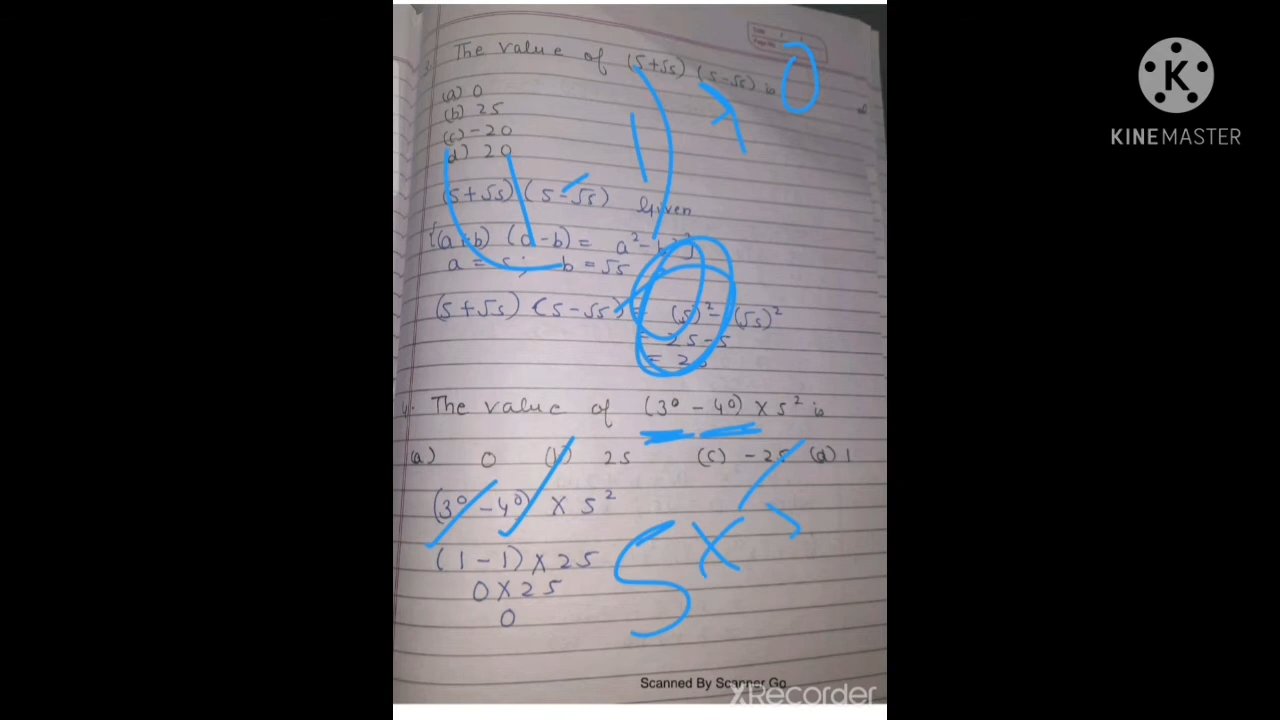 3. The value of (5+√5) (5-√5) is
(a) 0
(b) 25
(c) -20
(d) 20
(5+√5) (5-√5) Given
{(a+b) (a-b) = a²-b²}
a = 5; b = √5
(5+√5) (5-√5) = (5)² - (√5)²
= 25-5
4. The value of (3⁰ - 4⁰) × 5² is
(a) 0 (b) 25 (c) -25 (d) 1
(3⁰ - 4⁰) × 5²
(1 - 1) × 25
0 × 25
0
5 ×
Scanned By Scanner Go
XRecorder
KINEMASTER